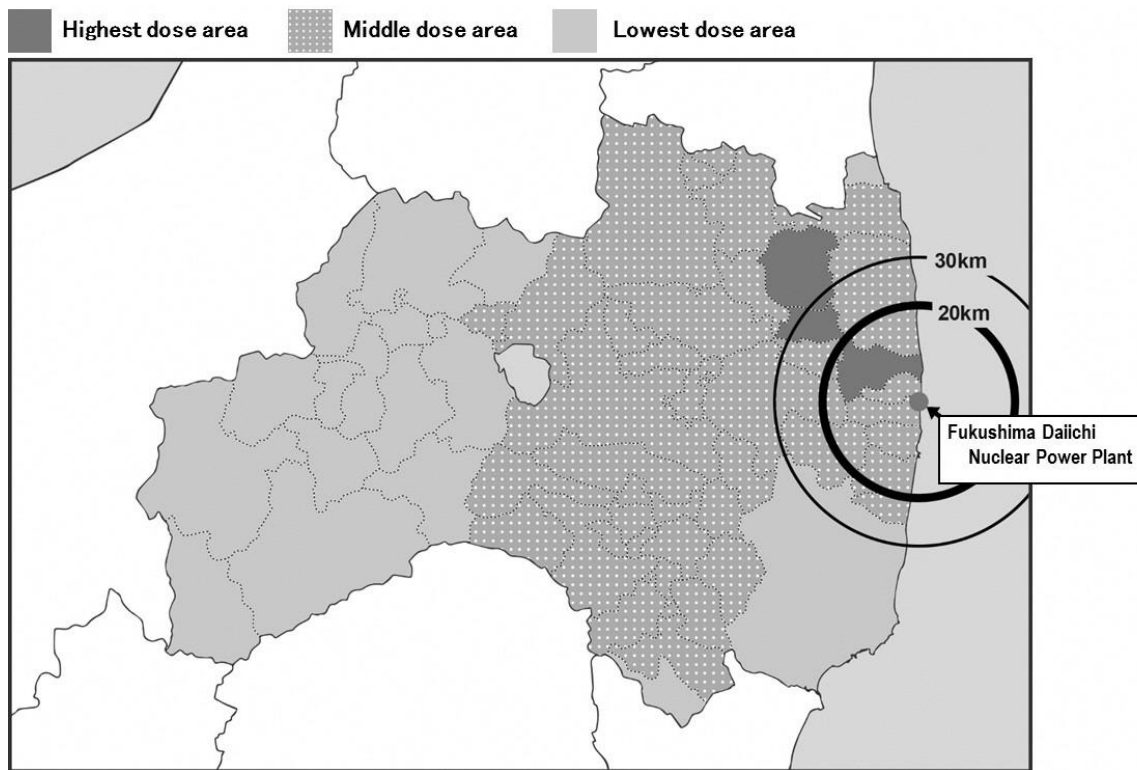 Highest dose area
Middle dose area
Lowest dose area
30km
20km
Fukushima Daiichi
Nuclear Power Plant